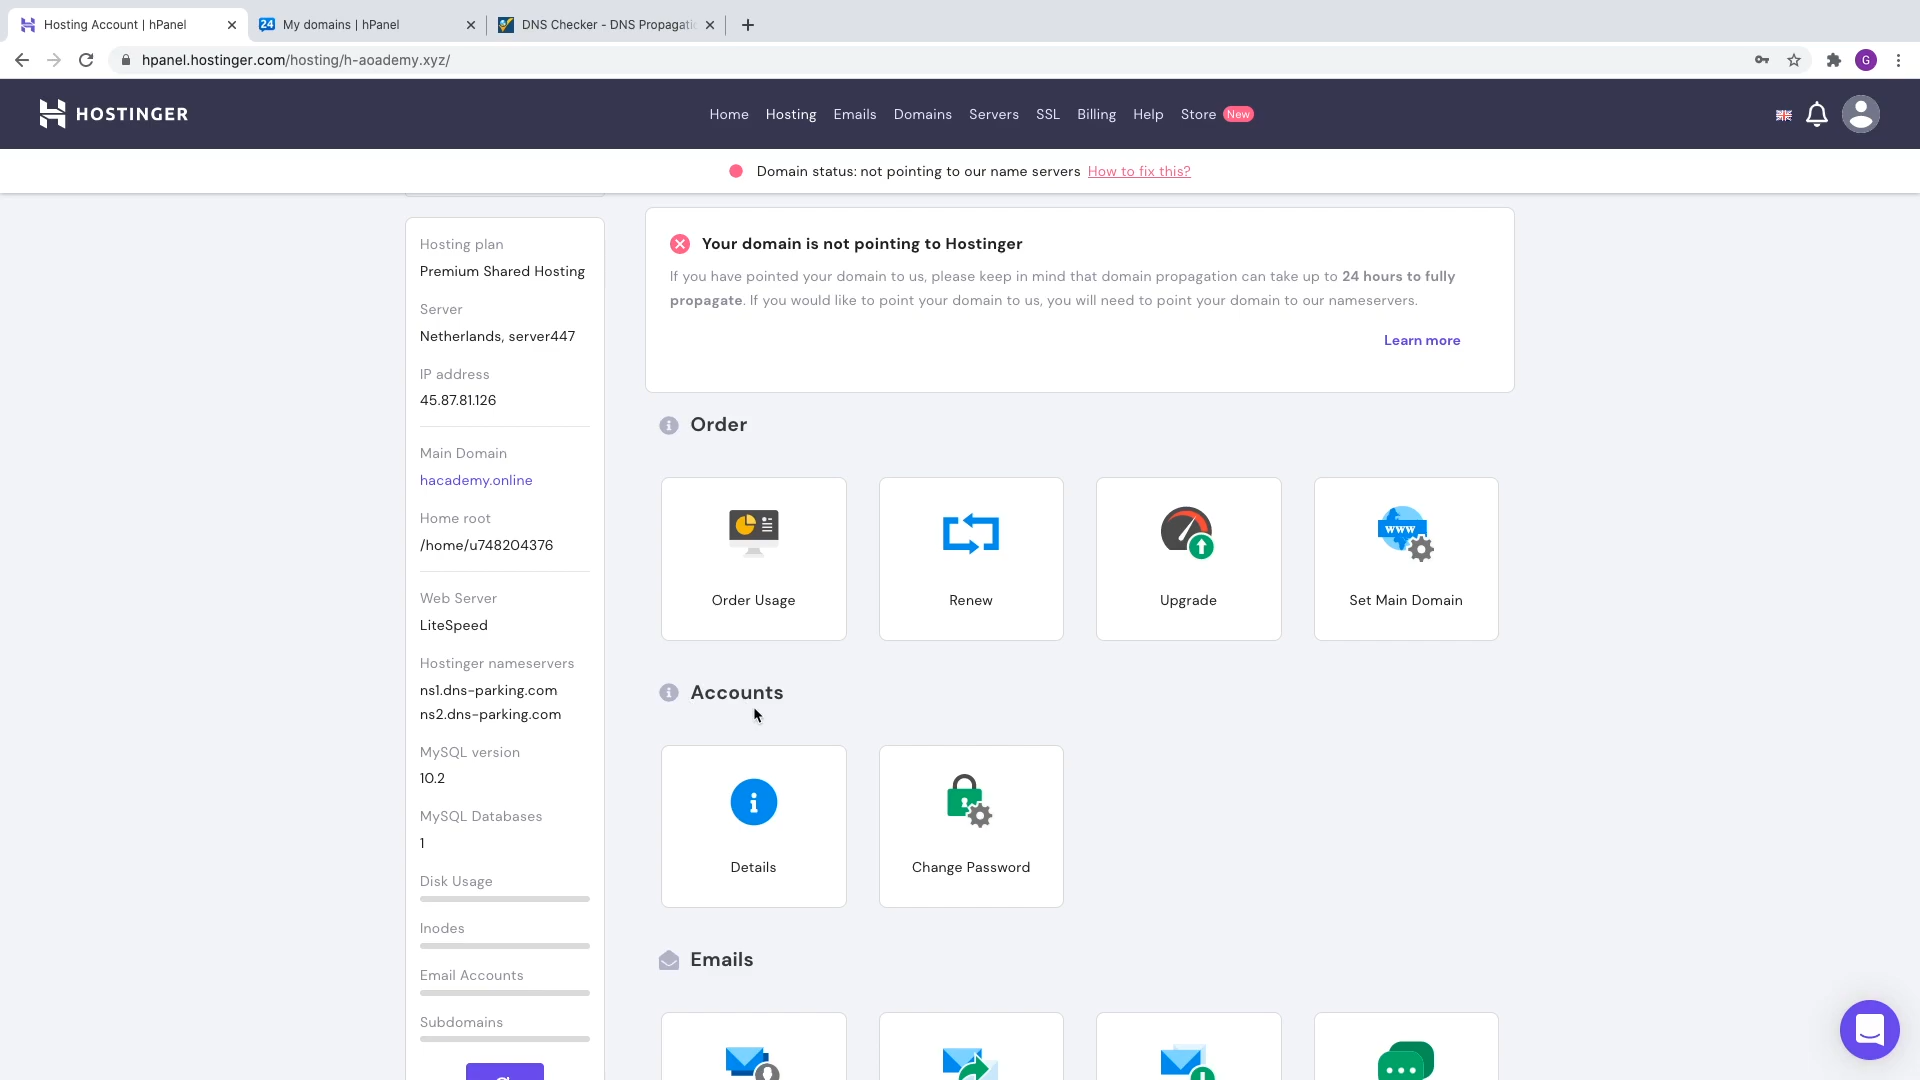 Hosting Account | hPanel
24 My domains | hPanel
DNS Checker - DNS Propagati
hpanel.hostinger.com/hosting/h-aoademy.xyz/
G
HOSTINGER
Home Hosting Emails Domains Servers SSL Billing Help Store New
Domain status: not pointing to our name servers How to fix this?
Hosting plan
Premium Shared Hosting
Server
Netherlands, server447
IP address
45.87.81.126
Main Domain
hacademy.online
Home root
/home/u748204376
Web Server
LiteSpeed
Hostinger nameservers
ns1.dns-parking.com
ns2.dns-parking.com
MySQL version
10.2
MySQL Databases
1
Disk Usage
Inodes
Email Accounts
Subdomains
Your domain is not pointing to Hostinger
If you have pointed your domain to us, please keep in mind that domain propagation can take up to 24 hours to fully
propagate. If you would like to point your domain to us, you will need to point your domain to our nameservers.
Learn more
Order
Order Usage
Renew
Upgrade
www
Set Main Domain
Accounts
Details
Change Password
Emails